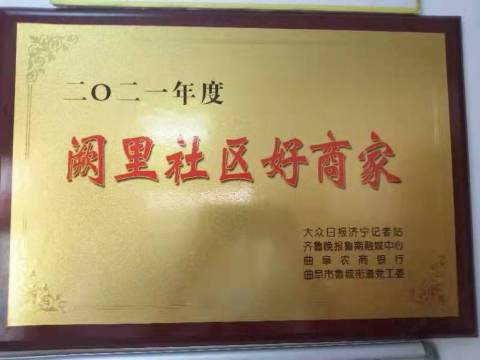 二〇二一年度
阙里社区好商家
大众日报济宁记者站
齐鲁晚报鲁南融媒中心
曲阜农商银行
曲阜市鲁城街道党工委